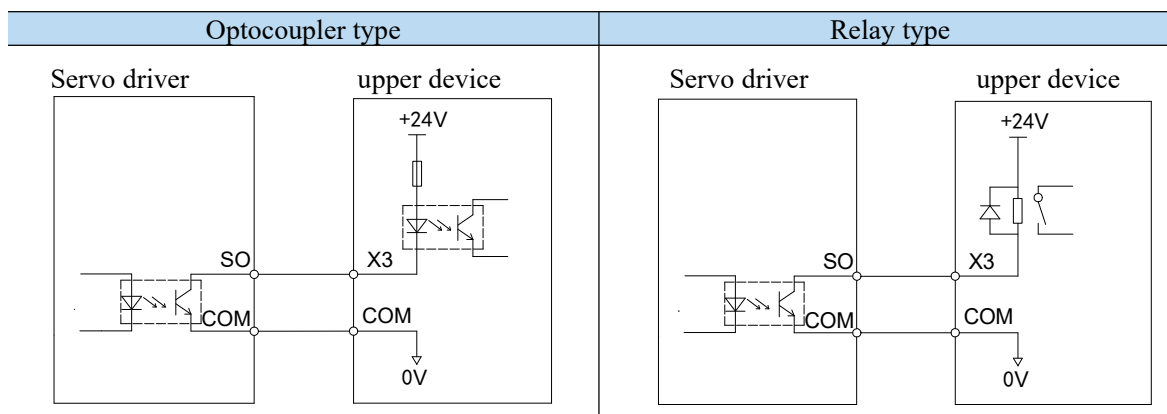 Optocoupler type
Relay type
Servo driver
upper device
+24V
SO
X3
COM
COM
0V
Servo driver
upper device
+24V
SO
X3
COM
COM
0V